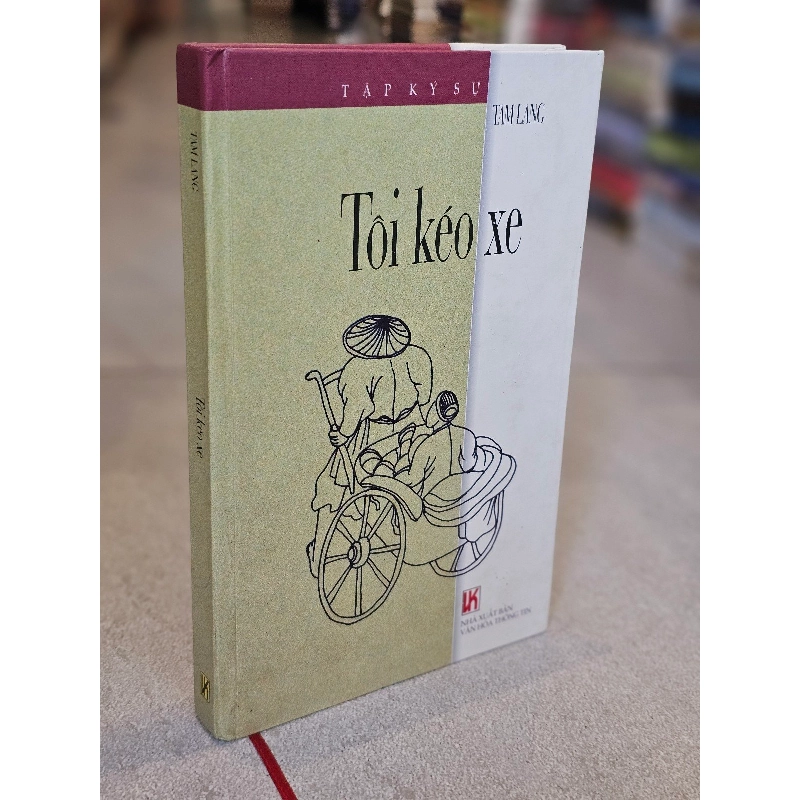 TẬP KÝ SỰ
TAM LANG
Tôi kéo xe
NHÀ XUẤT BẢN
VĂN HÓA THÔNG TIN
TAM LANG
Tôi kéo xe